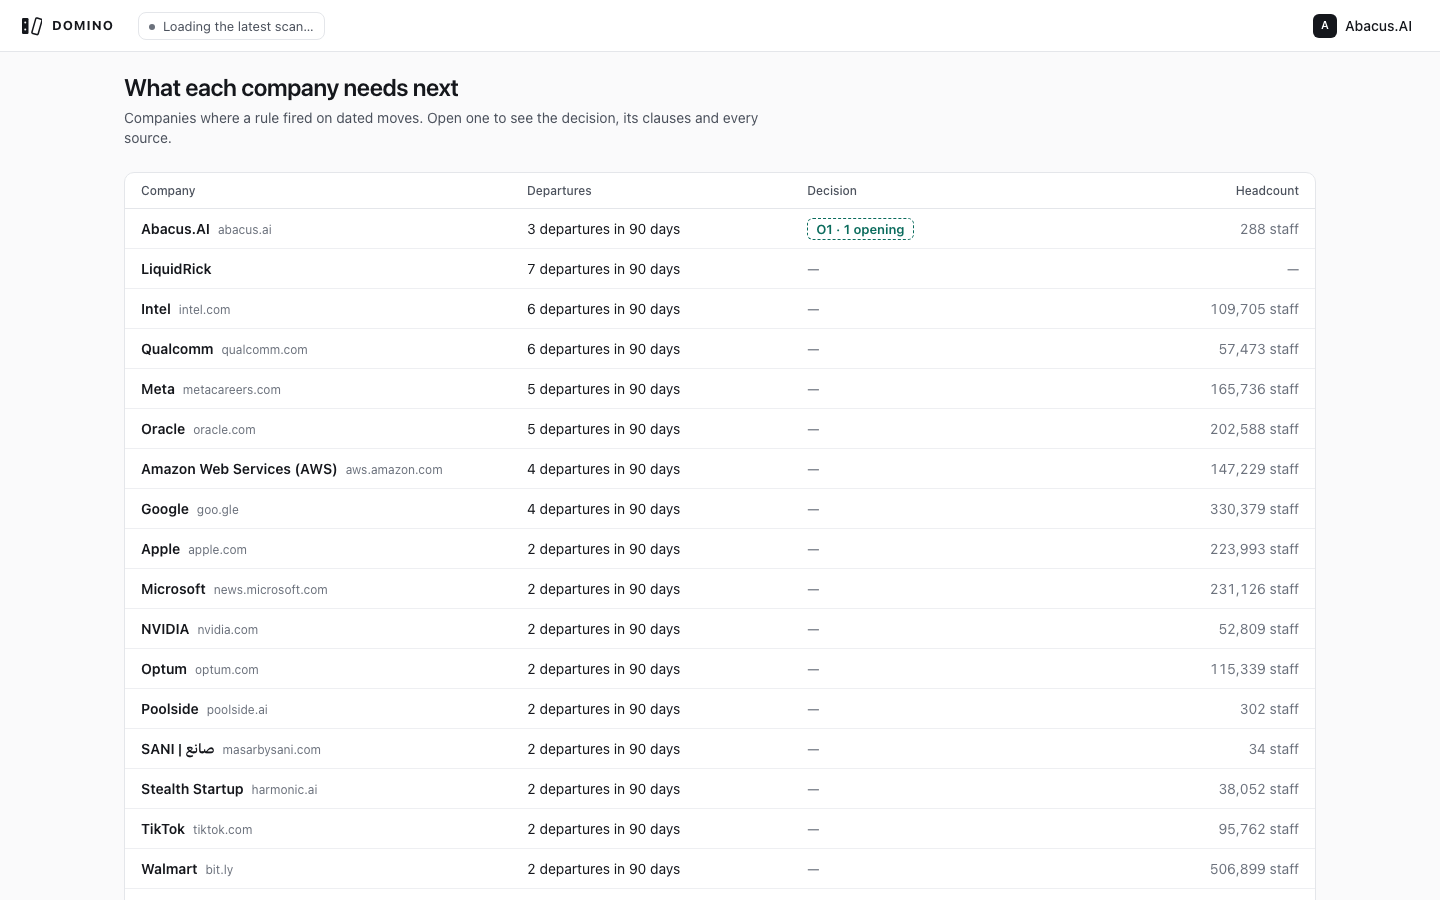 DOMINO
Loading the latest scan...
A
Abacus.AI
What each company needs next
Companies where a rule fired on dated moves. Open one to see the decision, its clauses and every
source.
Company Departures Decision Headcount
Abacus.AI abacus.ai 3 departures in 90 days O1 · 1 opening 288 staff
LiquidRick 7 departures in 90 days — —
Intel intel.com 6 departures in 90 days — 109,705 staff
Qualcomm qualcomm.com 6 departures in 90 days — 57,473 staff
Meta metacareers.com 5 departures in 90 days — 165,736 staff
Oracle oracle.com 5 departures in 90 days — 202,588 staff
Amazon Web Services (AWS) aws.amazon.com 4 departures in 90 days — 147,229 staff
Google goo.gle 4 departures in 90 days — 330,379 staff
Apple apple.com 2 departures in 90 days — 223,993 staff
Microsoft news.microsoft.com 2 departures in 90 days — 231,126 staff
NVIDIA nvidia.com 2 departures in 90 days — 52,809 staff
Optum optum.com 2 departures in 90 days — 115,339 staff
Poolside poolside.ai 2 departures in 90 days — 302 staff
SANI | صانع masarbysani.com 2 departures in 90 days — 34 staff
Stealth Startup harmonic.ai 2 departures in 90 days — 38,052 staff
TikTok tiktok.com 2 departures in 90 days — 95,762 staff
Walmart bit.ly 2 departures in 90 days — 506,899 staff